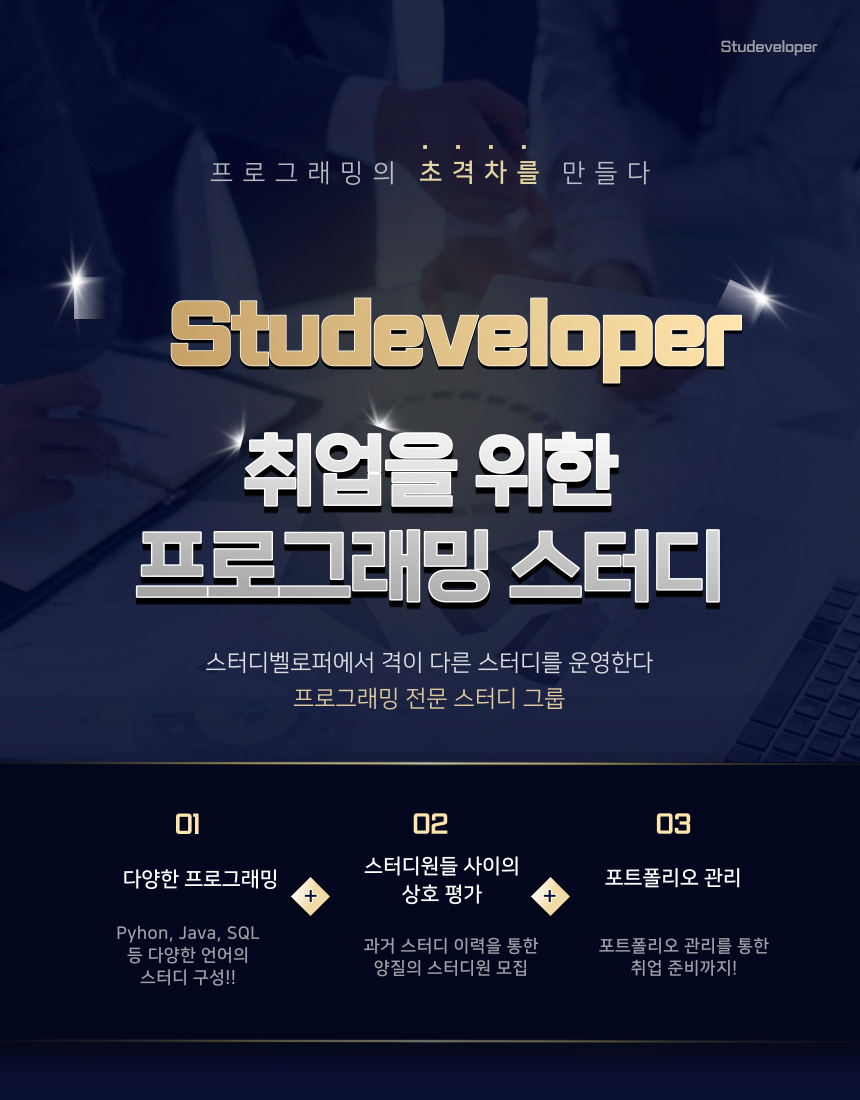 Studeveloper
프로그래밍의 초격차를 만들다
Studeveloper
취업을 위한
프로그래밍 스터디
스터디벨로퍼에서 격이 다른 스터디를 운영한다
프로그래밍 전문 스터디 그룹
01
다양한 프로그래밍
Pyhon, Java, SQL
등 다양한 언어의
스터디 구성!!
+
02
스터디원들 사이의
상호 평가
과거 스터디 이력을 통한
양질의 스터디원 모집
+
03
포트폴리오 관리
포트폴리오 관리를 통한
취업 준비까지!